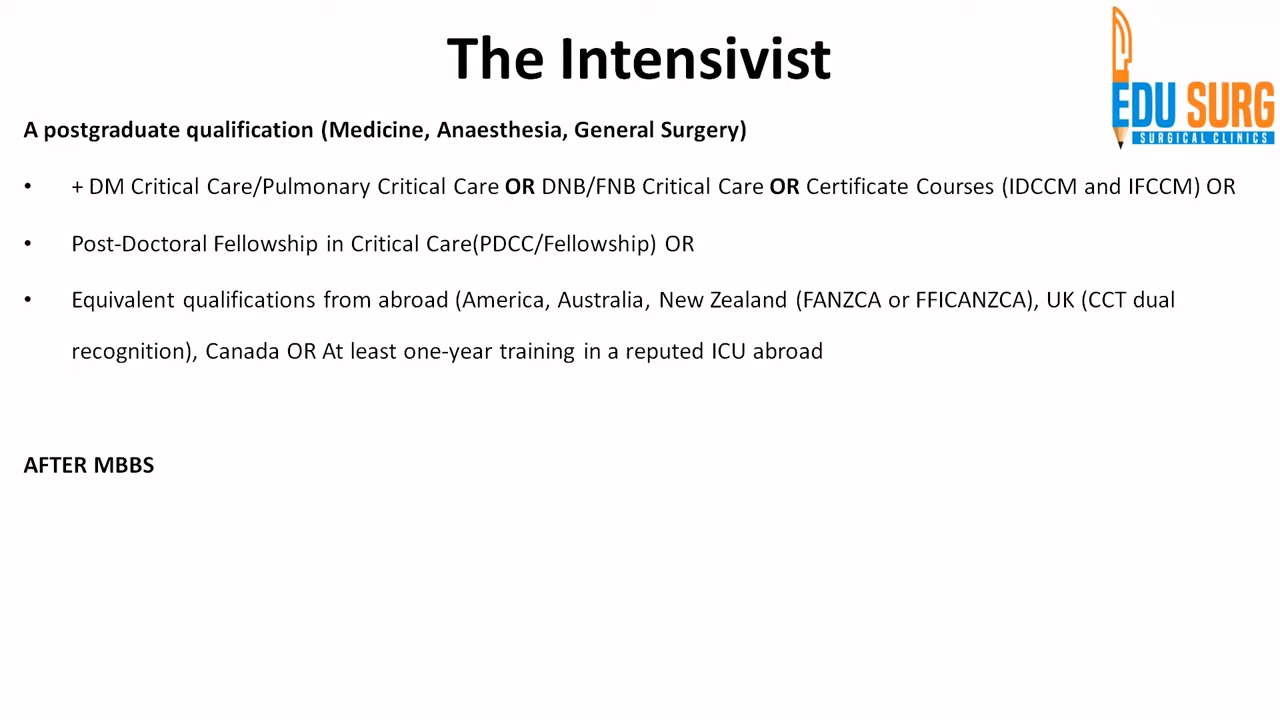 The Intensivist
EDU SURG
SURGICAL CLINICS
A postgraduate qualification (Medicine, Anaesthesia, General Surgery)
• + DM Critical Care/Pulmonary Critical Care OR DNB/FNB Critical Care OR Certificate Courses (IDCCM and IFCCM) OR
• Post-Doctoral Fellowship in Critical Care(PDCC/Fellowship) OR
• Equivalent qualifications from abroad (America, Australia, New Zealand (FANZCA or FFICANZCA), UK (CCT dual
recognition), Canada OR At least one-year training in a reputed ICU abroad
AFTER MBBS